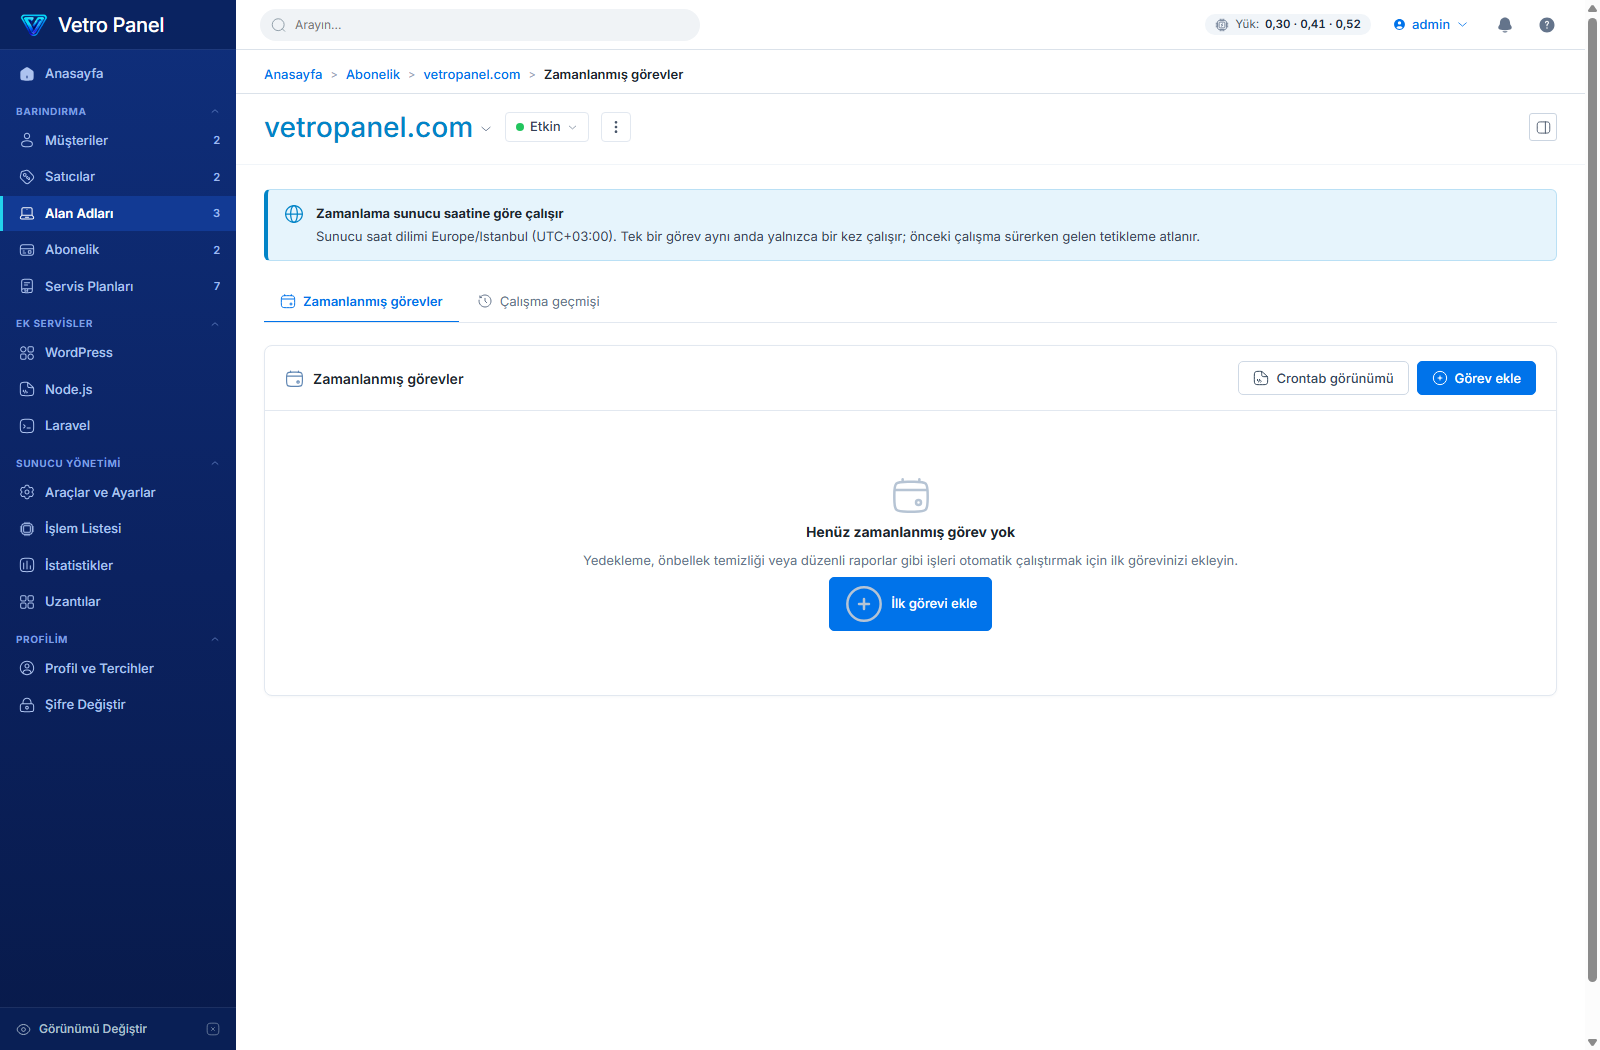 Vetro Panel
Arayın...
Yük: 0,30 · 0,41 · 0,52
admin
Anasayfa
BARINDIRMA
Müşteriler 2
Satıcılar 2
Alan Adları 3
Abonelik 2
Servis Planları 7
EK SERVİSLER
WordPress
Node.js
Laravel
SUNUCU YÖNETİMİ
Araçlar ve Ayarlar
İşlem Listesi
İstatistikler
Uzantılar
PROFİLİM
Profil ve Tercihler
Şifre Değiştir
Görünümü Değiştir
Anasayfa > Abonelik > vetropanel.com > Zamanlanmış görevler
vetropanel.com
Etkin
Zamanlama sunucu saatine göre çalışır
Sunucu saat dilimi Europe/Istanbul (UTC+03:00). Tek bir görev aynı anda yalnızca bir kez çalışır; önceki çalışma sürerken gelen tetikleme atlanır.
Zamanlanmış görevler
Çalışma geçmişi
Zamanlanmış görevler
Crontab görünümü
Görev ekle
Henüz zamanlanmış görev yok
Yedekleme, önbellek temizliği veya düzenli raporlar gibi işleri otomatik çalıştırmak için ilk görevinizi ekleyin.
İlk görevi ekle